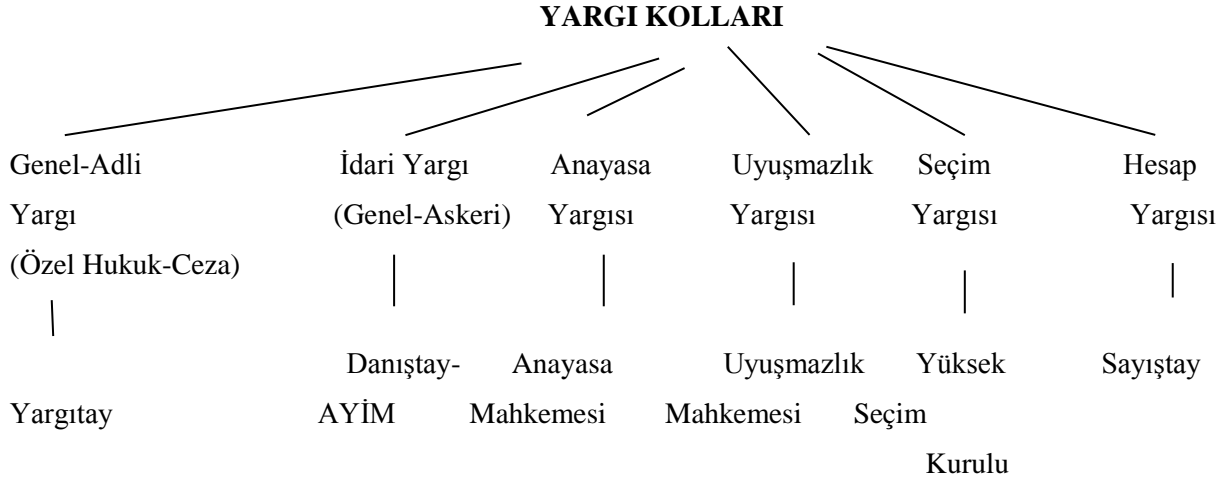 YARGI KOLLARI
Genel-Adli İdari Yargı Anayasa Uyuşmazlık Seçim Hesap
Yargı (Genel-Askeri) Yargısı Yargısı Yargısı Yargısı
(Özel Hukuk-Ceza)
Danıştay- Anayasa Uyuşmazlık Yüksek Sayıştay
Yargıtay AYİM Mahkemesi Mahkemesi Seçim
Kurulu